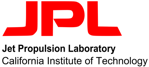 JPL
Jet Propulsion Laboratory
California Institute of Technology